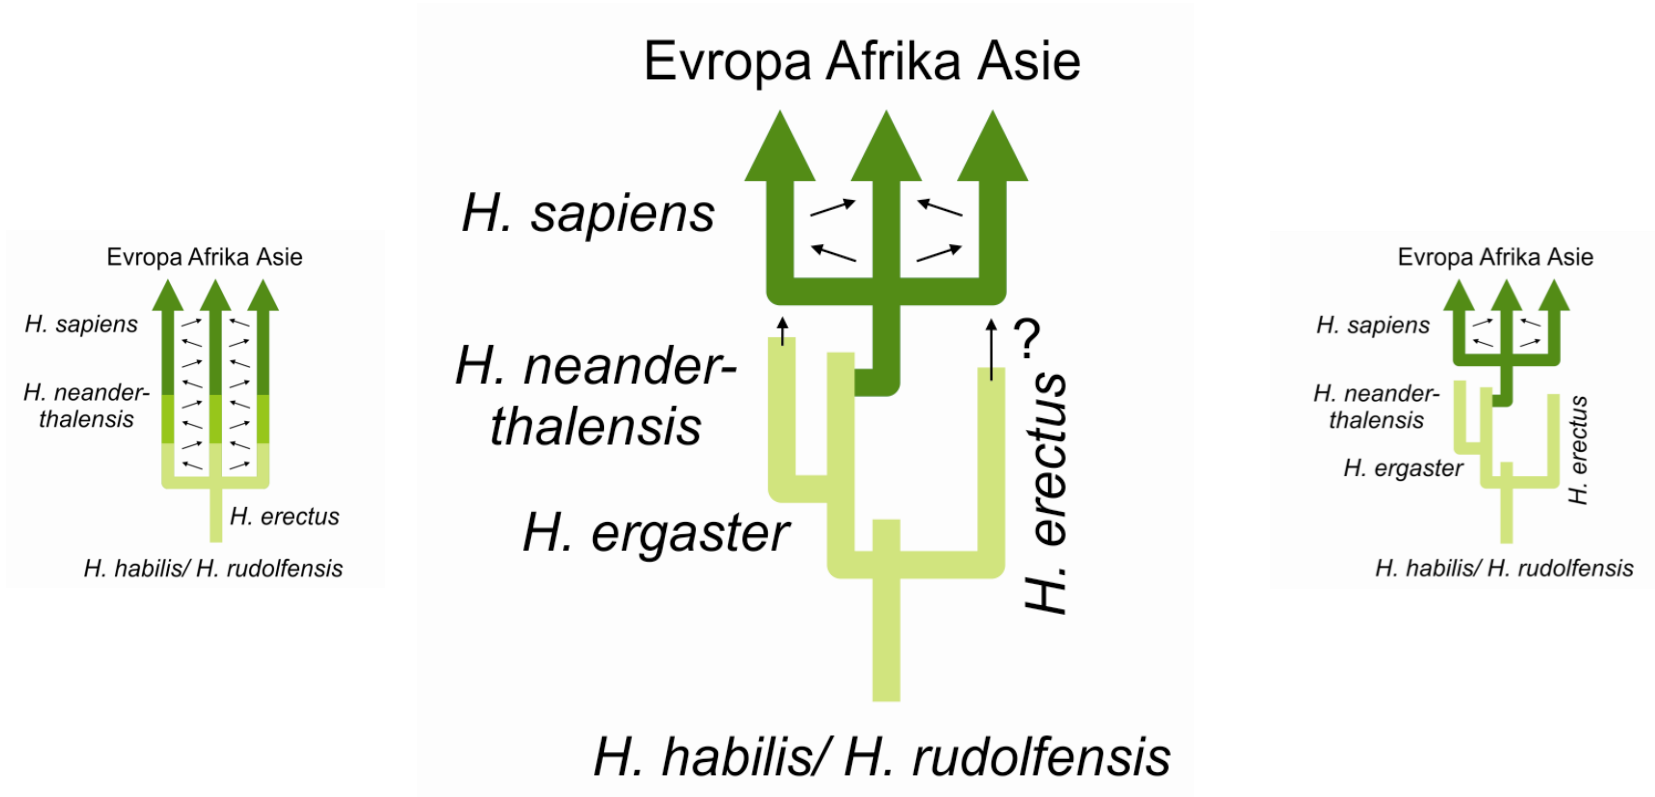 Evropa Afrika Asie
H. sapiens
H. neander-
thalensis
H. erectus
H. habilis/ H. rudolfensis
Evropa Afrika Asie
H. sapiens
?
H. neander-
thalensis
H. erectus
H. ergaster
H. habilis/ H. rudolfensis
Evropa Afrika Asie
H. sapiens
H. neander-
thalensis
H. erectus
H. ergaster
H. habilis/ H. rudolfensis